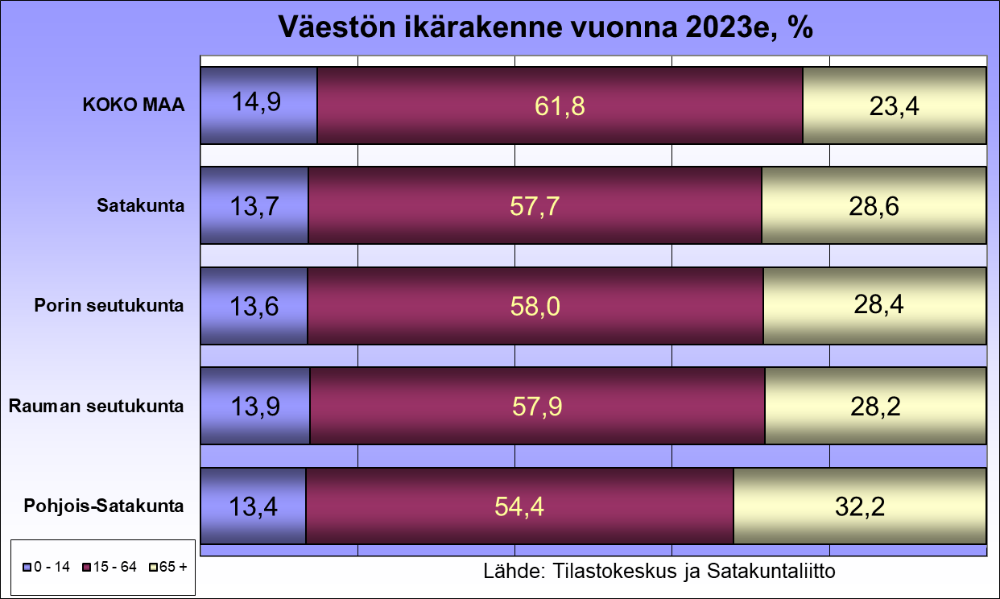 Väestön ikärakenne vuonna 2023e, %
KOKO MAA 14,9 61,8 23,4
Satakunta 13,7 57,7 28,6
Porin seutukunta 13,6 58,0 28,4
Rauman seutukunta 13,9 57,9 28,2
Pohjois-Satakunta 13,4 54,4 32,2
0 - 14 15 - 64 65 +
Lähde: Tilastokeskus ja Satakuntaliitto